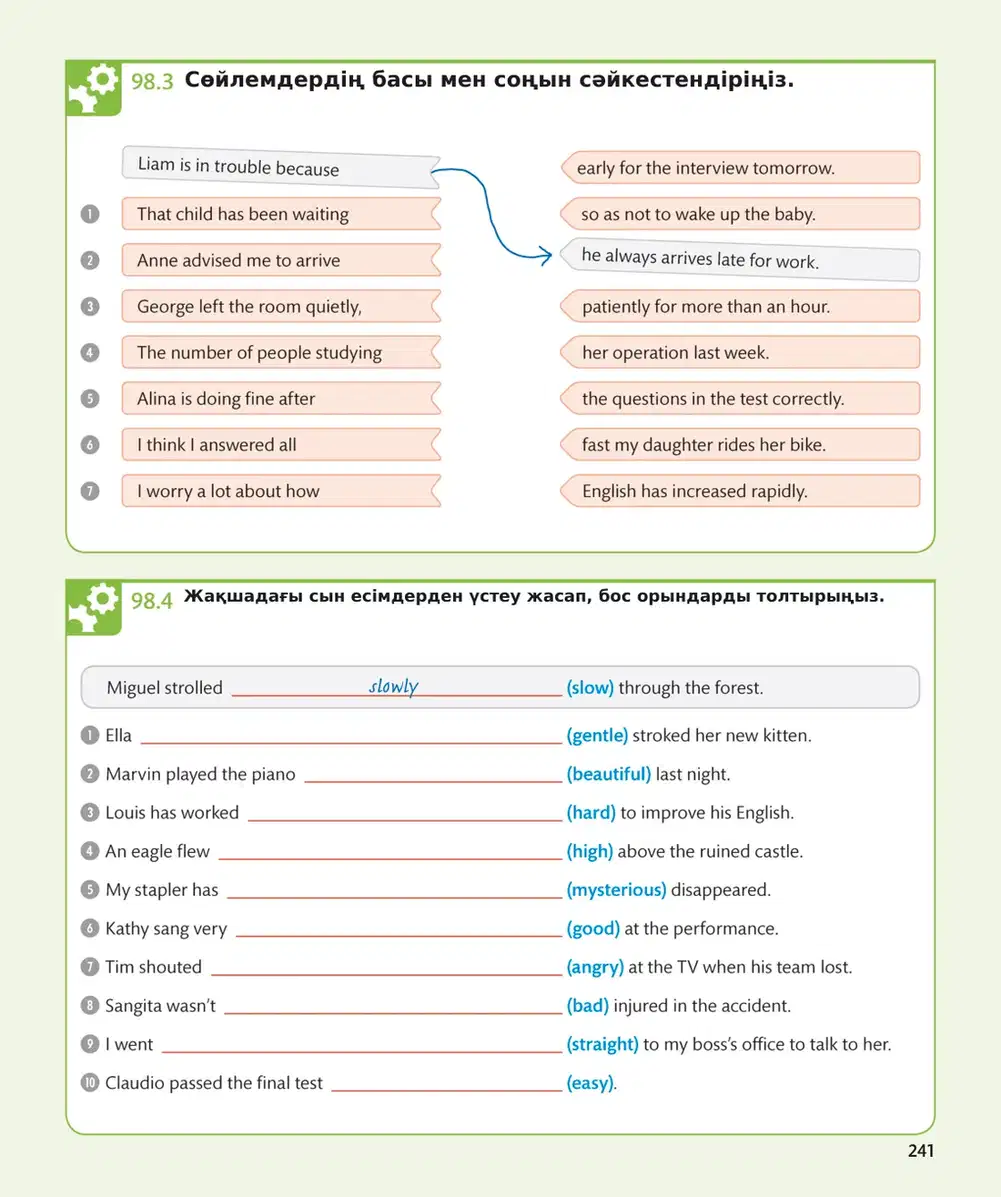 98.3 Сөйлемдердің басы мен соңын сәйкестендіріңіз.
Liam is in trouble because
early for the interview tomorrow.
1 That child has been waiting
so as not to wake up the baby.
2 Anne advised me to arrive
he always arrives late for work.
3 George left the room quietly,
patiently for more than an hour.
4 The number of people studying
her operation last week.
5 Alina is doing fine after
the questions in the test correctly.
6 I think I answered all
fast my daughter rides her bike.
7 I worry a lot about how
English has increased rapidly.
98.4 Жақшадағы сын есімдерден үстеу жасап, бос орындарды толтырыңыз.
Miguel strolled slowly (slow) through the forest.
1 Ella (gentle) stroked her new kitten.
2 Marvin played the piano (beautiful) last night.
3 Louis has worked (hard) to improve his English.
4 An eagle flew (high) above the ruined castle.
5 My stapler has (mysterious) disappeared.
6 Kathy sang very (good) at the performance.
7 Tim shouted (angry) at the TV when his team lost.
8 Sangita wasn't (bad) injured in the accident.
9 I went (straight) to my boss's office to talk to her.
10 Claudio passed the final test (easy).
241